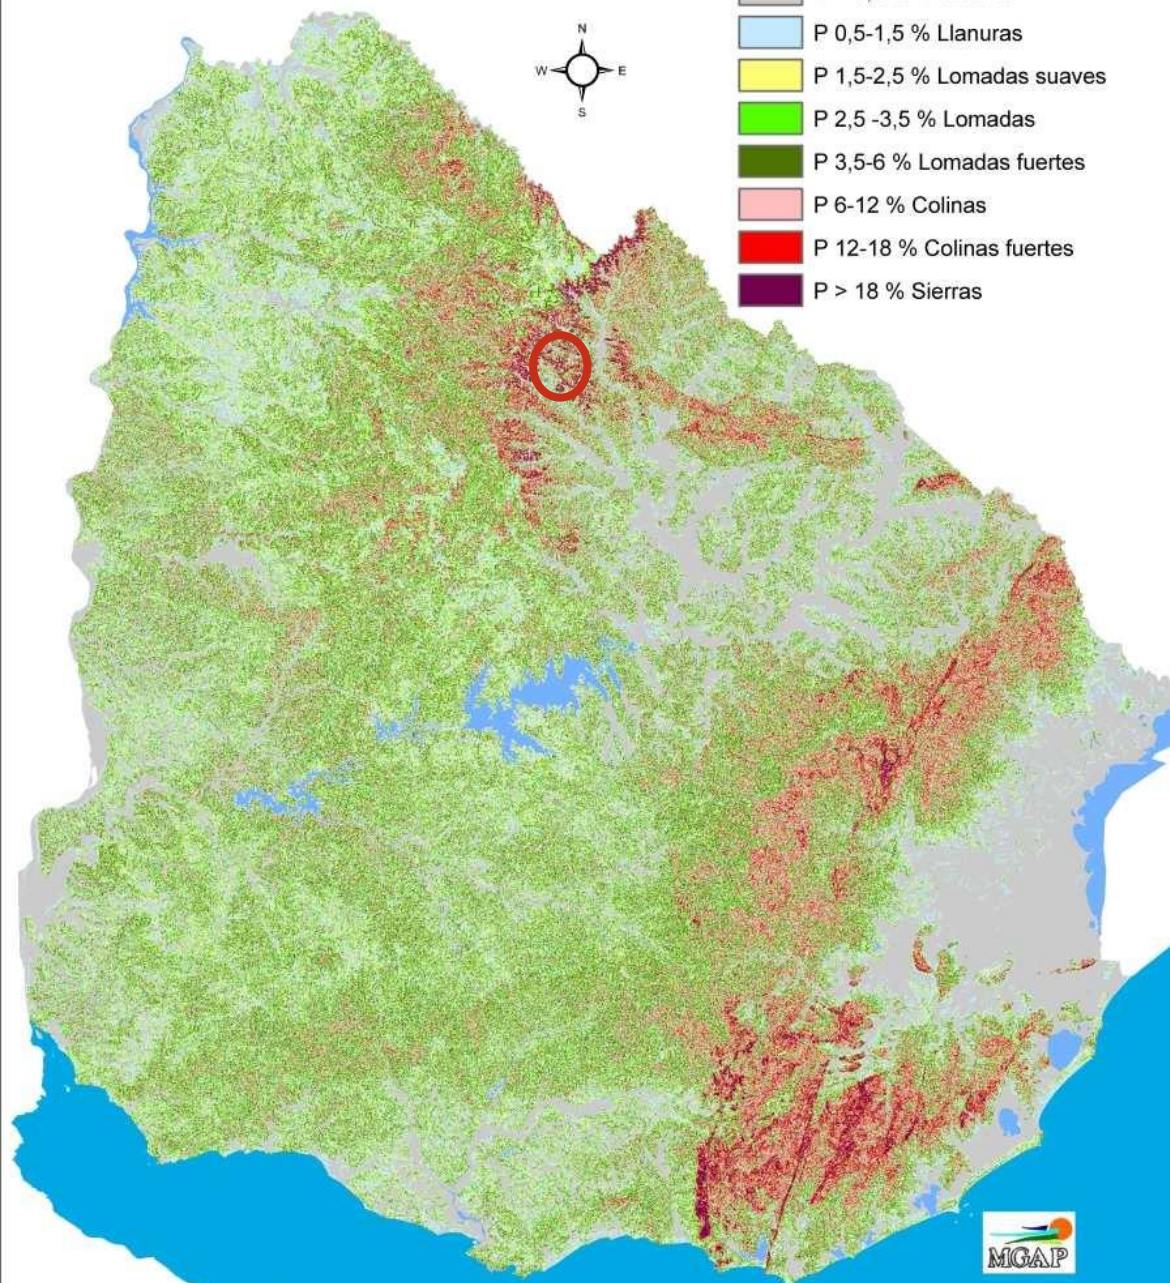 P 0,5-1,5 % Llanuras
P 1,5-2,5 % Lomadas suaves
P 2,5 -3,5 % Lomadas
P 3,5-6 % Lomadas fuertes
P 6-12 % Colinas
P 12-18 % Colinas fuertes
P > 18 % Sierras
N
W E
S
MGAP